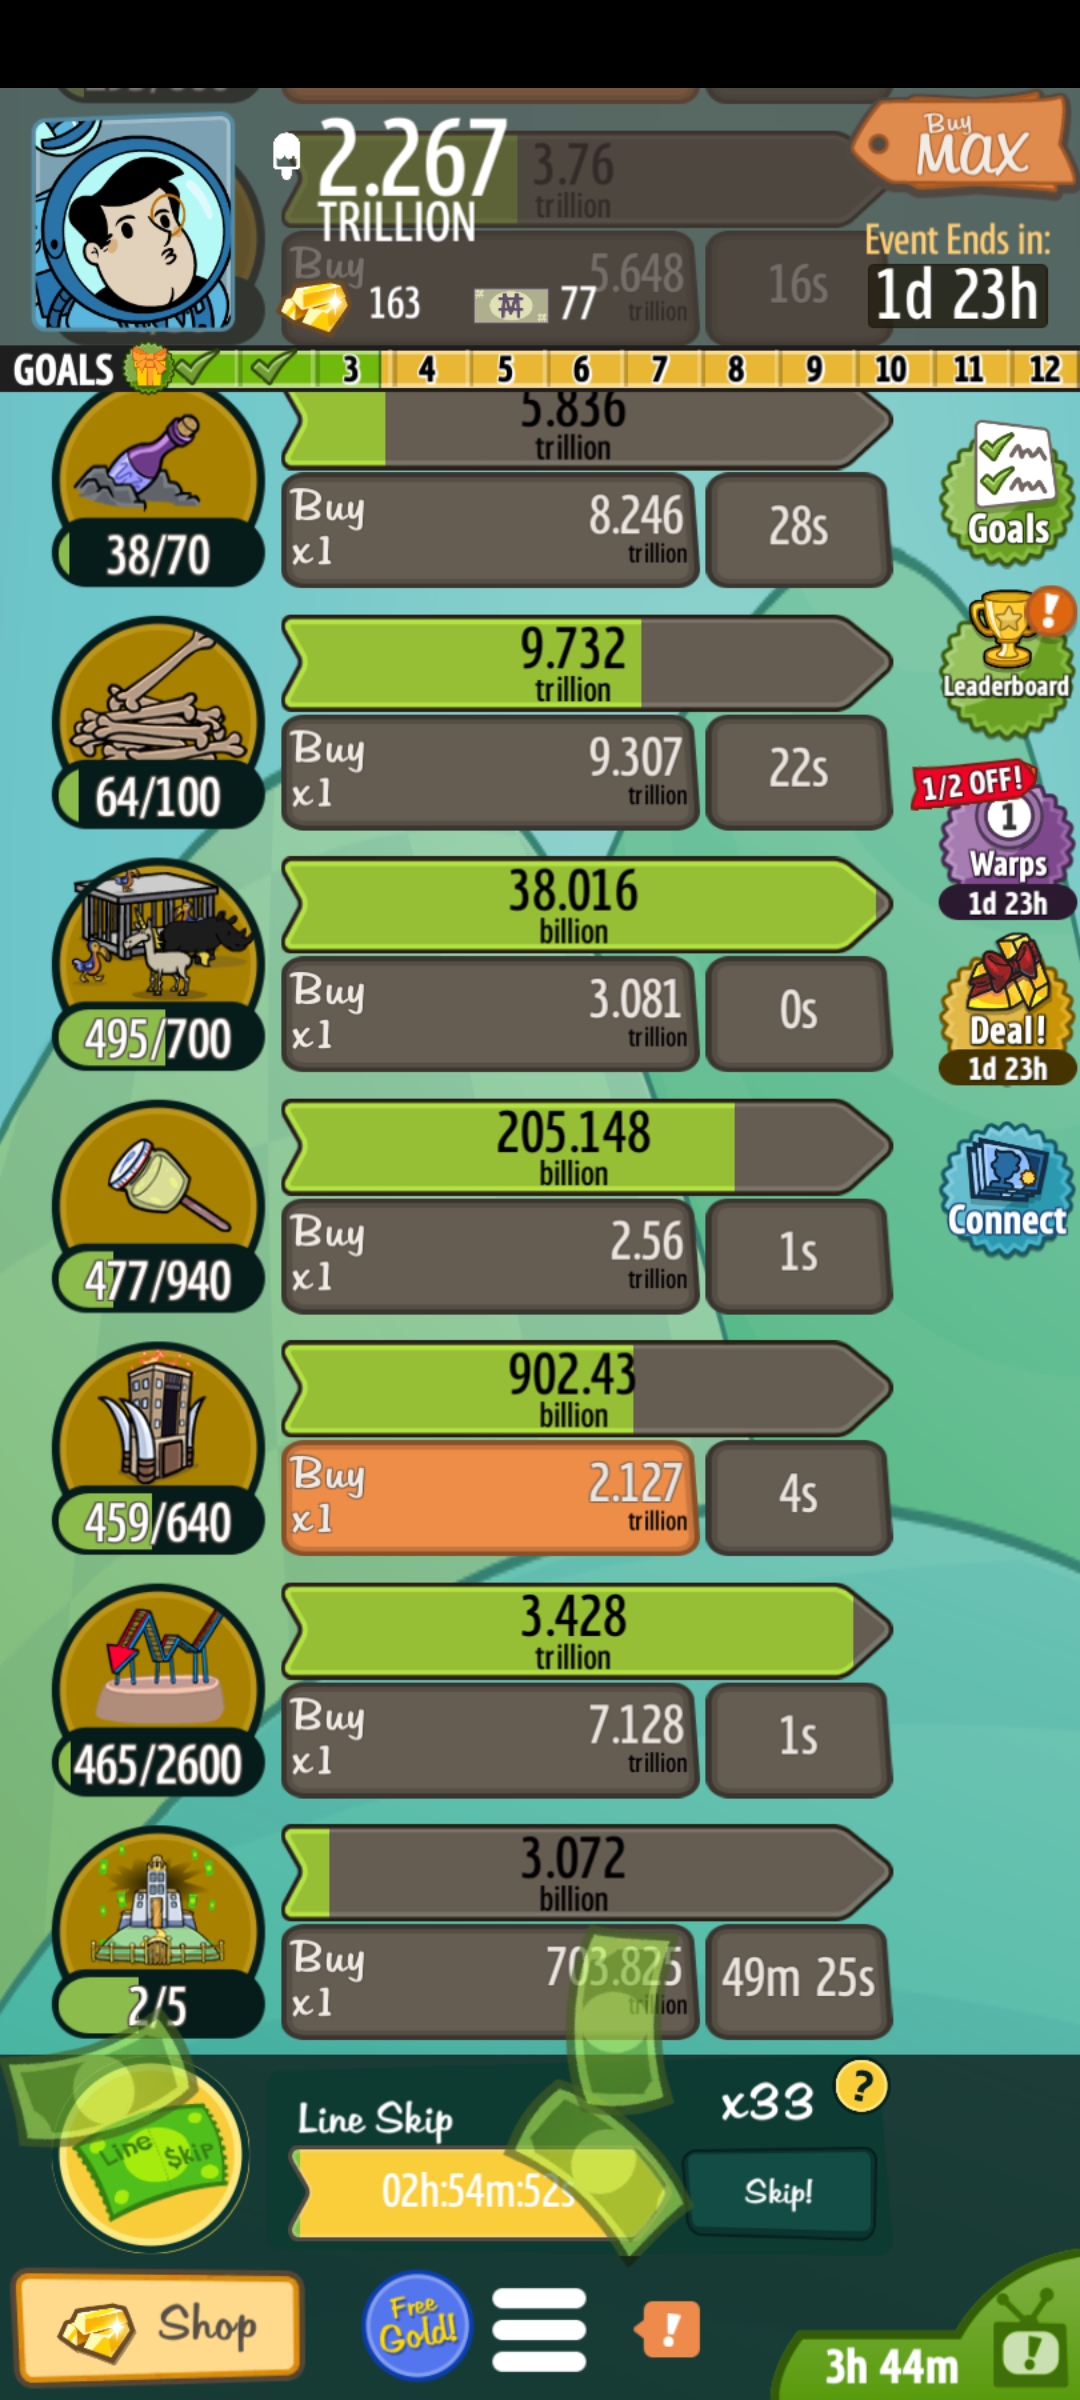 2.267
TRILLION
3.76
trillion
Buy
MAX
Event Ends in:
1d 23h
Buy
5.648
trillion
16s
163
77
GOALS
3
4
5
6
7
8
9
10
11
12
5.836
trillion
Buy
x1
8.246
trillion
28s
38/70
Goals
9.732
trillion
Buy
x1
9.307
trillion
22s
64/100
!
Leaderboard
1/2 OFF!
1
Warps
1d 23h
38.016
billion
Buy
x1
3.081
trillion
0s
495/700
Deal!
1d 23h
205.148
billion
Buy
x1
2.56
trillion
1s
477/940
Connect
902.43
billion
Buy
x1
2.127
trillion
4s
459/640
3.428
trillion
Buy
x1
7.128
trillion
1s
465/2600
3.072
billion
Buy
x1
703.825
trillion
49m 25s
2/5
Line $kip
Line Skip
x33
?
02h:54m:52s
Skip!
Shop
Free
Gold!
!
3h 44m
!